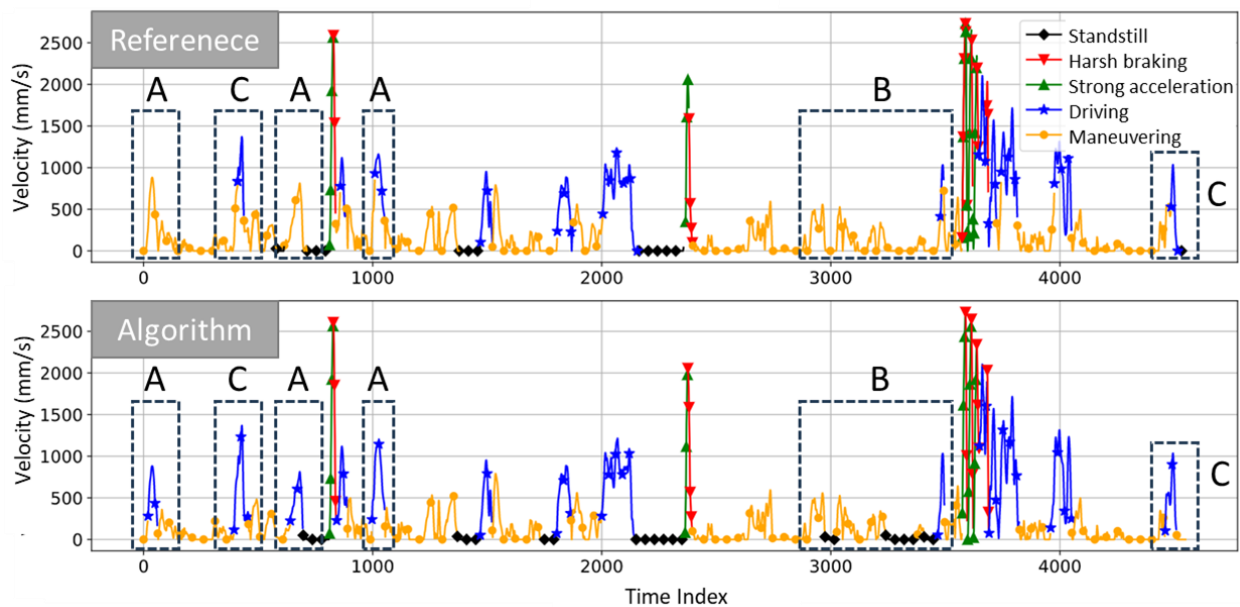 Referenece
Velocity (mm/s)
2500
2000
1500
1000
500
0
A
C
A
A
B
C
Standstill
Harsh braking
Strong acceleration
Driving
Maneuvering
0
1000
2000
3000
4000
Algorithm
Velocity (mm/s)
2500
2000
1500
1000
500
0
A
C
A
A
B
C
0
1000
2000
3000
4000
Time Index